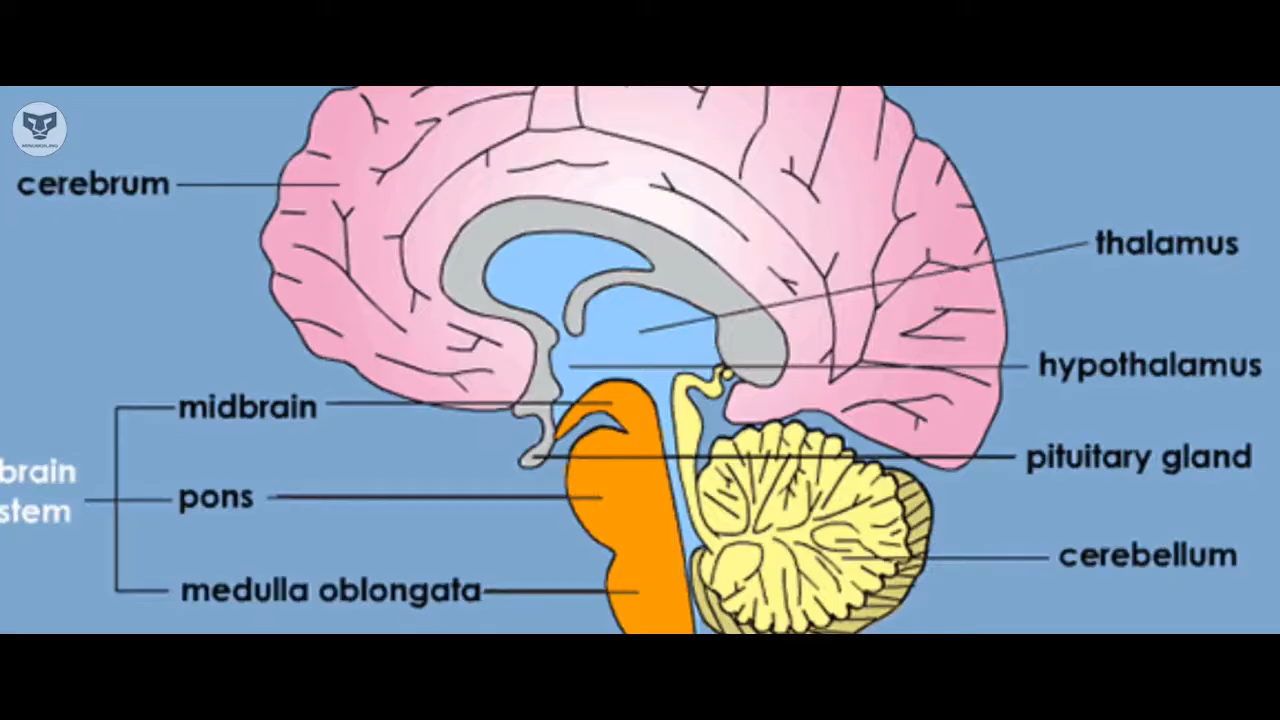 cerebrum
thalamus
hypothalamus
midbrain
pituitary gland
brain
stem
pons
cerebellum
medulla oblongata